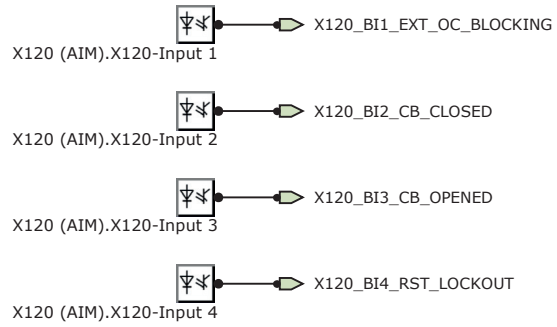 X120_BI1_EXT_OC_BLOCKING
X120 (AIM).X120-Input 1
X120_BI2_CB_CLOSED
X120 (AIM).X120-Input 2
X120_BI3_CB_OPENED
X120 (AIM).X120-Input 3
X120_BI4_RST_LOCKOUT
X120 (AIM).X120-Input 4